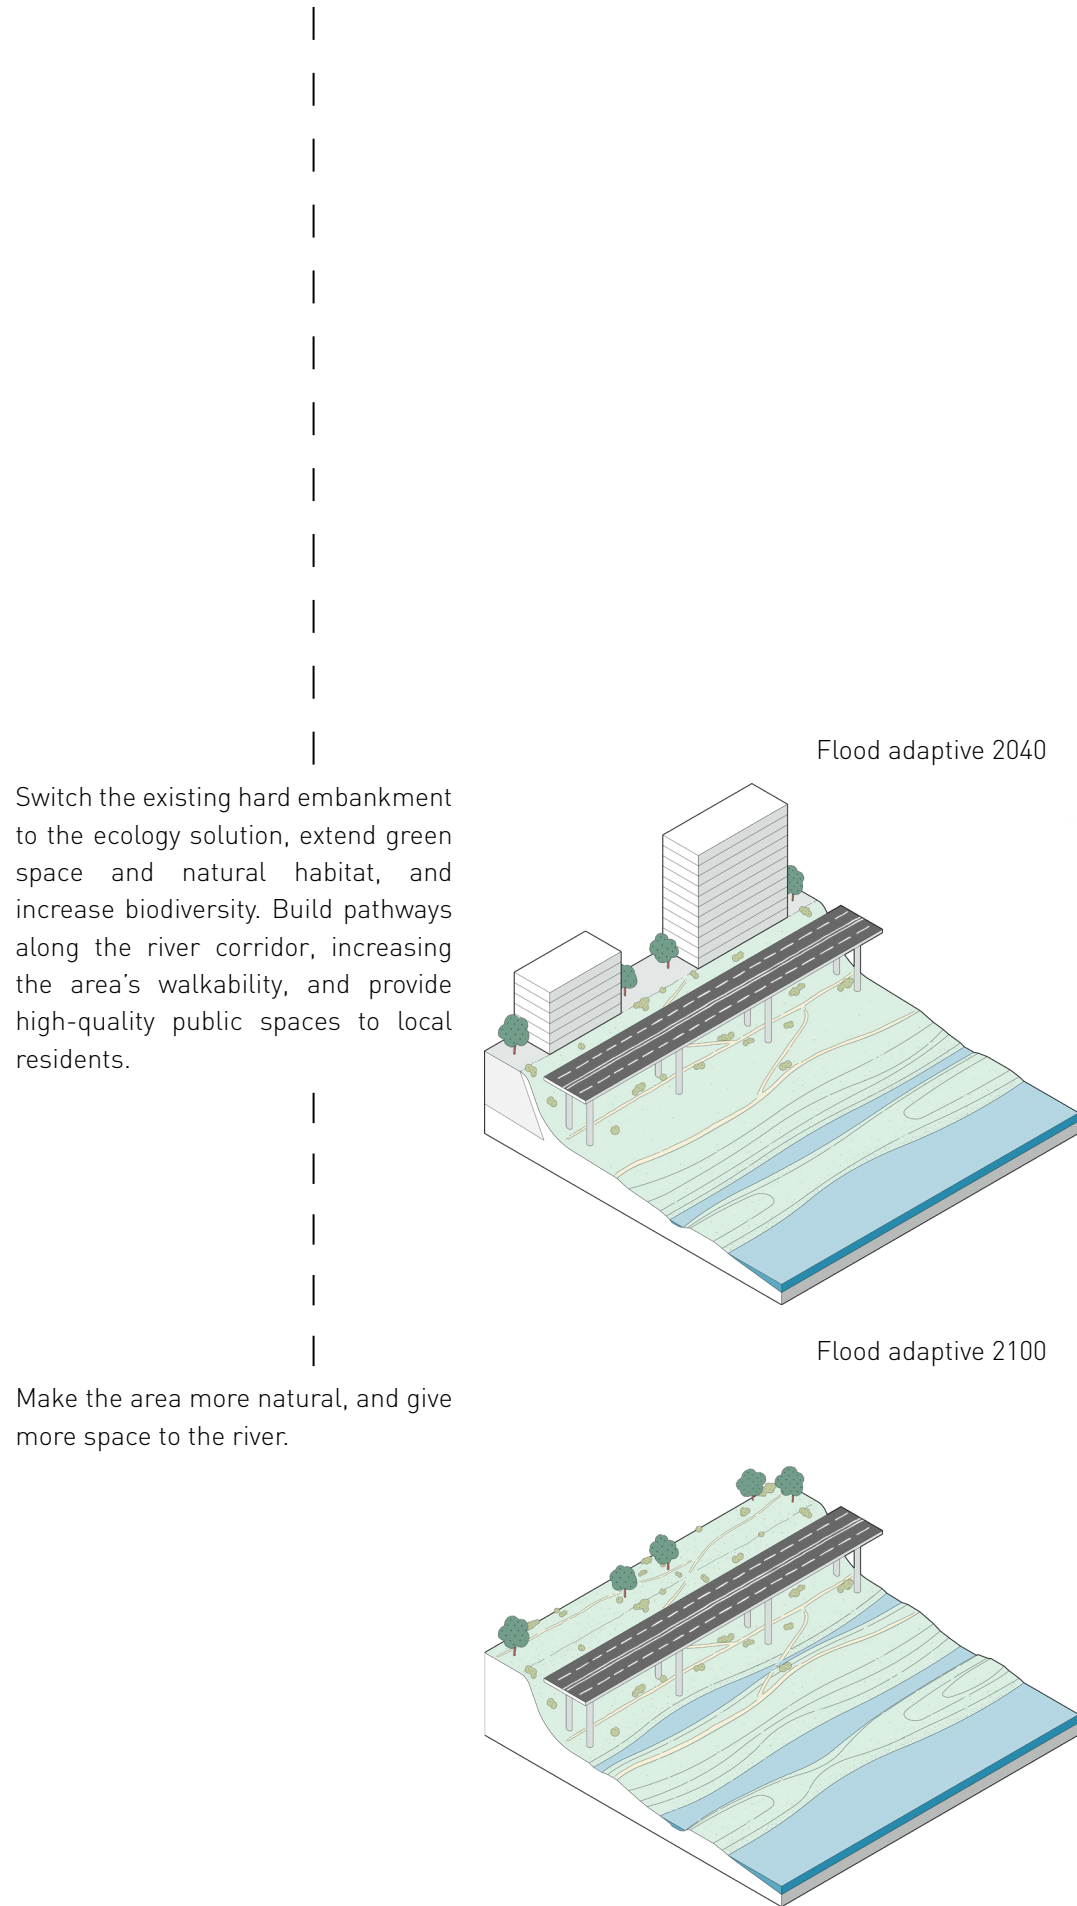 Flood adaptive 2040
Switch the existing hard embankment
to the ecology solution, extend green
space and natural habitat, and
increase biodiversity. Build pathways
along the river corridor, increasing
the area's walkability, and provide
high-quality public spaces to local
residents.
Flood adaptive 2100
Make the area more natural, and give
more space to the river.